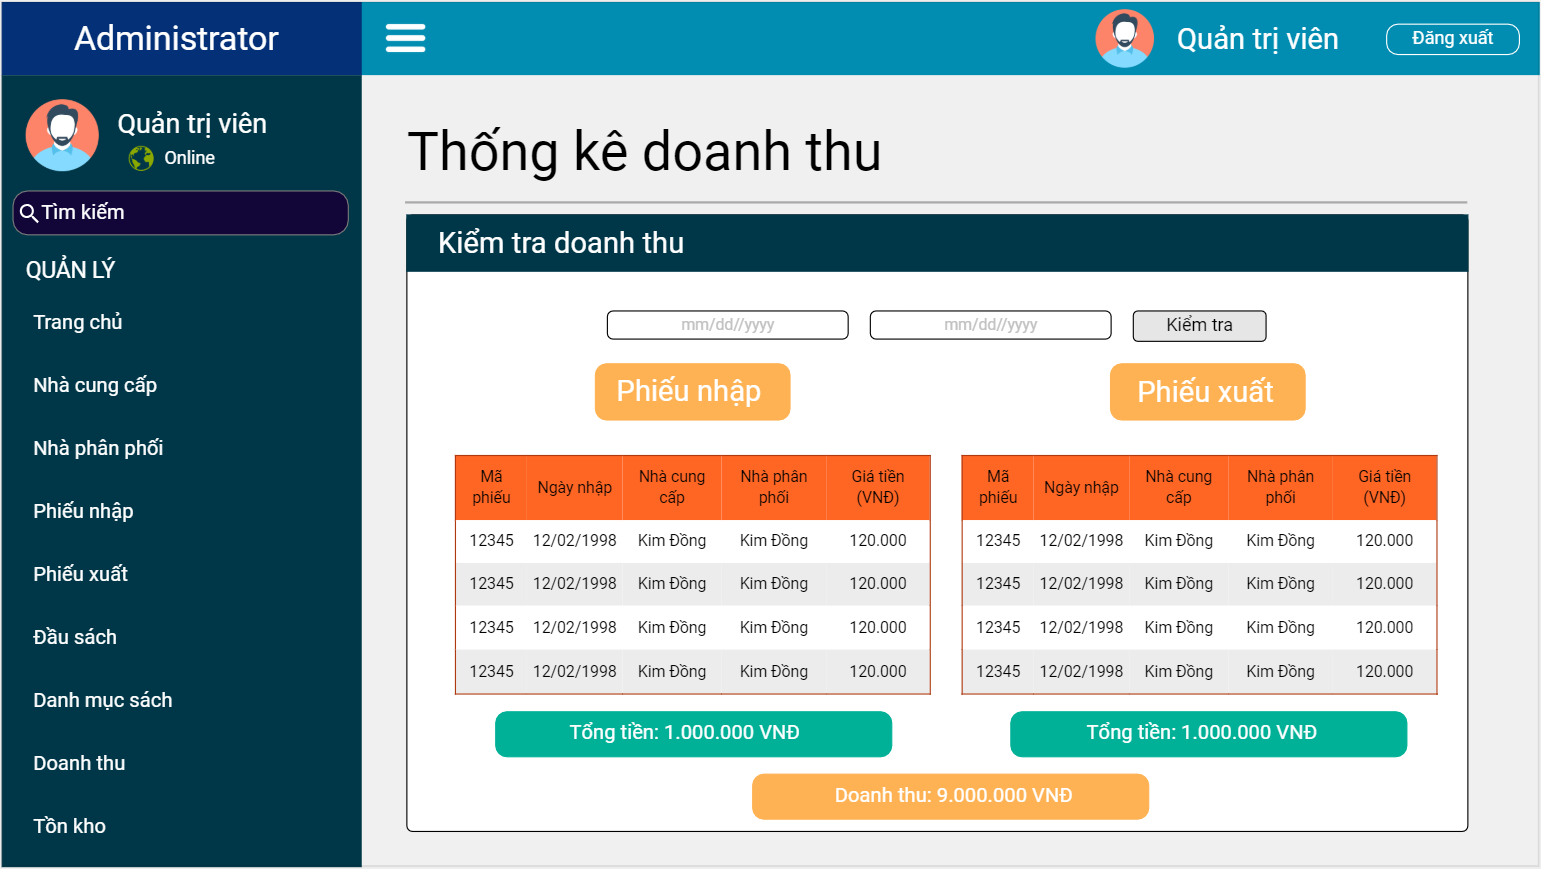 Administrator
Quản trị viên
Đăng xuất
Quản trị viên
Online
Tìm kiếm
QUẢN LÝ
Trang chủ
Nhà cung cấp
Nhà phân phối
Phiếu nhập
Phiếu xuất
Đầu sách
Danh mục sách
Doanh thu
Tồn kho
Thống kê doanh thu
Kiểm tra doanh thu
mm/dd//yyyy mm/dd//yyyy Kiểm tra
Phiếu nhập
Phiếu xuất
Mã phiếu Ngày nhập Nhà cung cấp Nhà phân phối Giá tiền (VNĐ)
12345 12/02/1998 Kim Đồng Kim Đồng 120.000
12345 12/02/1998 Kim Đồng Kim Đồng 120.000
12345 12/02/1998 Kim Đồng Kim Đồng 120.000
12345 12/02/1998 Kim Đồng Kim Đồng 120.000
Tổng tiền: 1.000.000 VNĐ
Mã phiếu Ngày nhập Nhà cung cấp Nhà phân phối Giá tiền (VNĐ)
12345 12/02/1998 Kim Đồng Kim Đồng 120.000
12345 12/02/1998 Kim Đồng Kim Đồng 120.000
12345 12/02/1998 Kim Đồng Kim Đồng 120.000
12345 12/02/1998 Kim Đồng Kim Đồng 120.000
Tổng tiền: 1.000.000 VNĐ
Doanh thu: 9.000.000 VNĐ